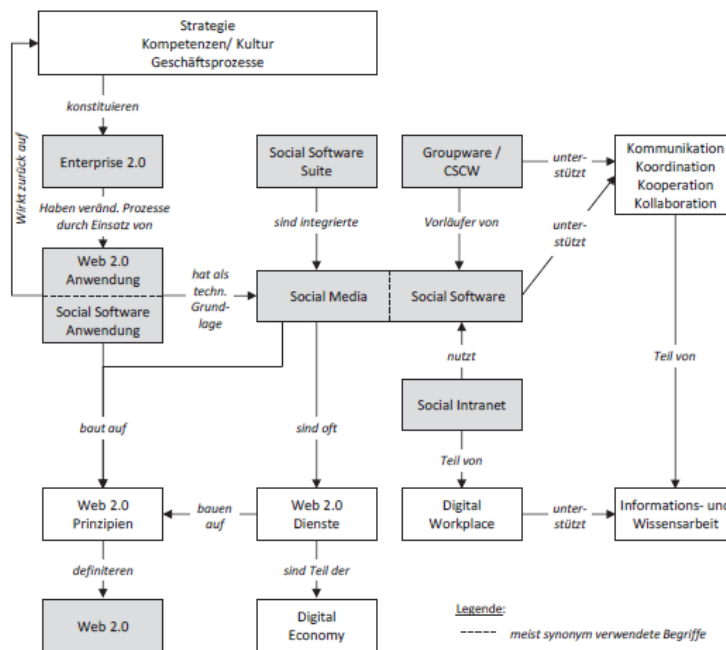 Strategie
Kompetenzen/ Kultur
Geschäftsprozesse
Wirkt zurück auf
konstituieren
Enterprise 2.0
Social Software
Suite
Groupware /
CSCW
unter-
stützt
Kommunikation
Koordination
Kooperation
Kollaboration
Haben veränd. Prozesse
durch Einsatz von
sind integrierte
Vorläufer von
unter-
stützt
Web 2.0
Anwendung
Social Software
Anwendung
hat als
techn.
Grund-
lage
Social Media
Social Software
nutzt
Teil von
Social Intranet
baut auf
sind oft
Teil von
Web 2.0
Prinzipien
bauen
auf
Web 2.0
Dienste
Digital
Workplace
unter-
stützt
Informations- und
Wissensarbeit
definiteren
sind Teil der
Web 2.0
Digital
Economy
Legende:
meist synonym verwendete Begriffe